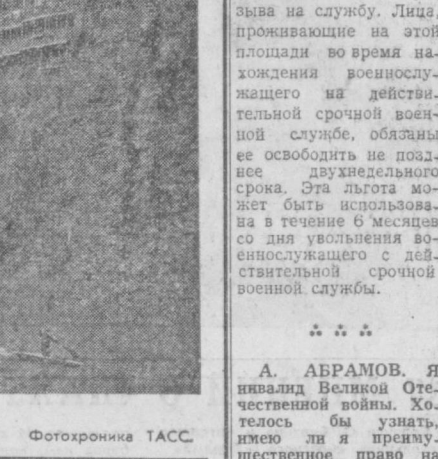 зыва на службу. Лица,
проживающие на этой
площади во время на-
хождения военнослу-
жащего на действи-
тельной срочной воен-
ной службе, обязаны
ее освободить не позд-
нее двухнедельного
срока. Эта льгота мо-
жет быть использова-
на в течение 6 месяцев
со дня увольнения во-
еннослужащего с дей-
ствительной срочной
военной службы.
А. АБРАМОВ. Я
инвалид Великой Оте-
чественной войны. Хо-
телось бы узнать,
имею ли я преиму-
щественное право на
Фотохроника ТАСС.